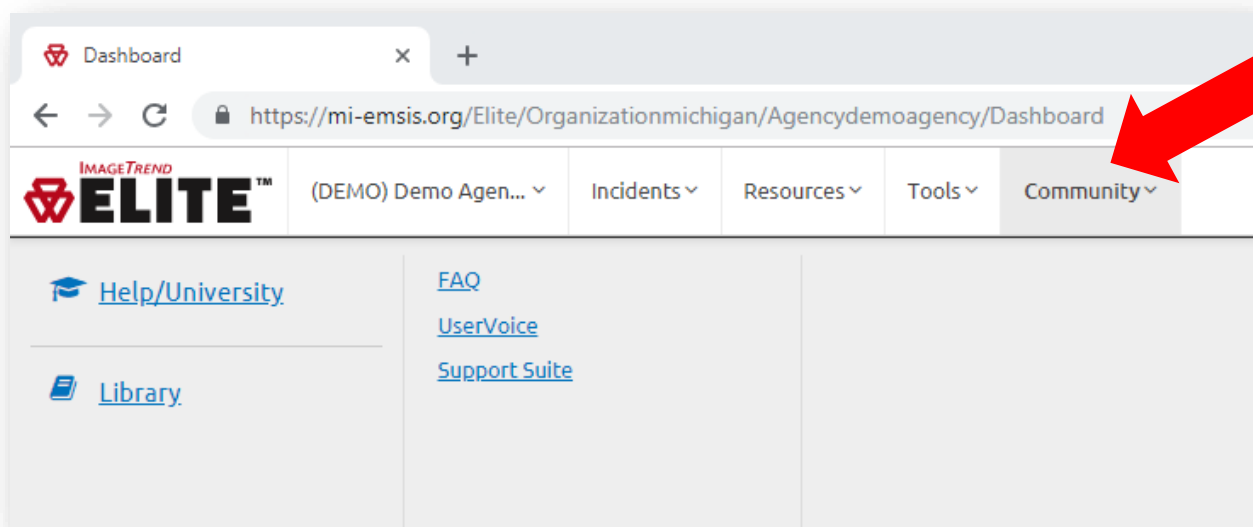 Dashboard
https://mi-emsis.org/Elite/Organizationmichigan/Agencydemoagency/Dashboard
IMAGETREND
ELITE™
(DEMO) Demo Agen...
Incidents
Resources
Tools
Community
Help/University
Library
FAQ
UserVoice
Support Suite